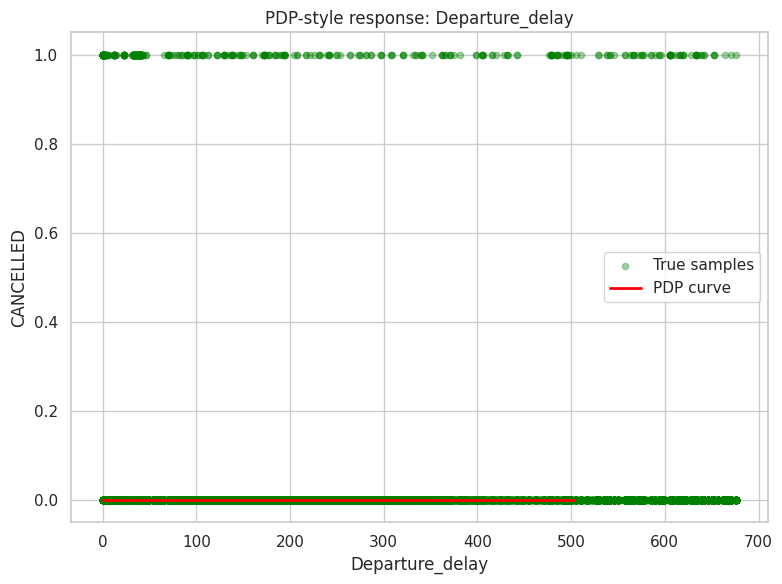 PDP-style response: Departure_delay
1.0
0.8
0.6
0.4
0.2
0.0
CANCELLED
True samples
PDP curve
0 100 200 300 400 500 600 700
Departure_delay